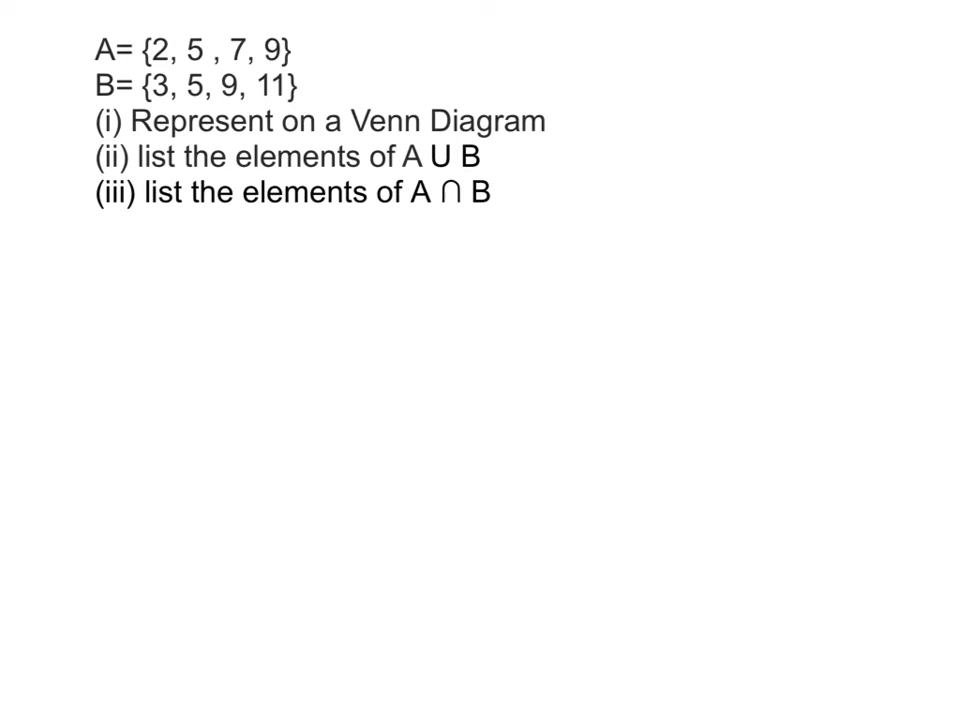 A= {2, 5 , 7, 9}
B= {3, 5, 9, 11}
(i) Represent on a Venn Diagram
(ii) list the elements of A U B
(iii) list the elements of A ∩ B